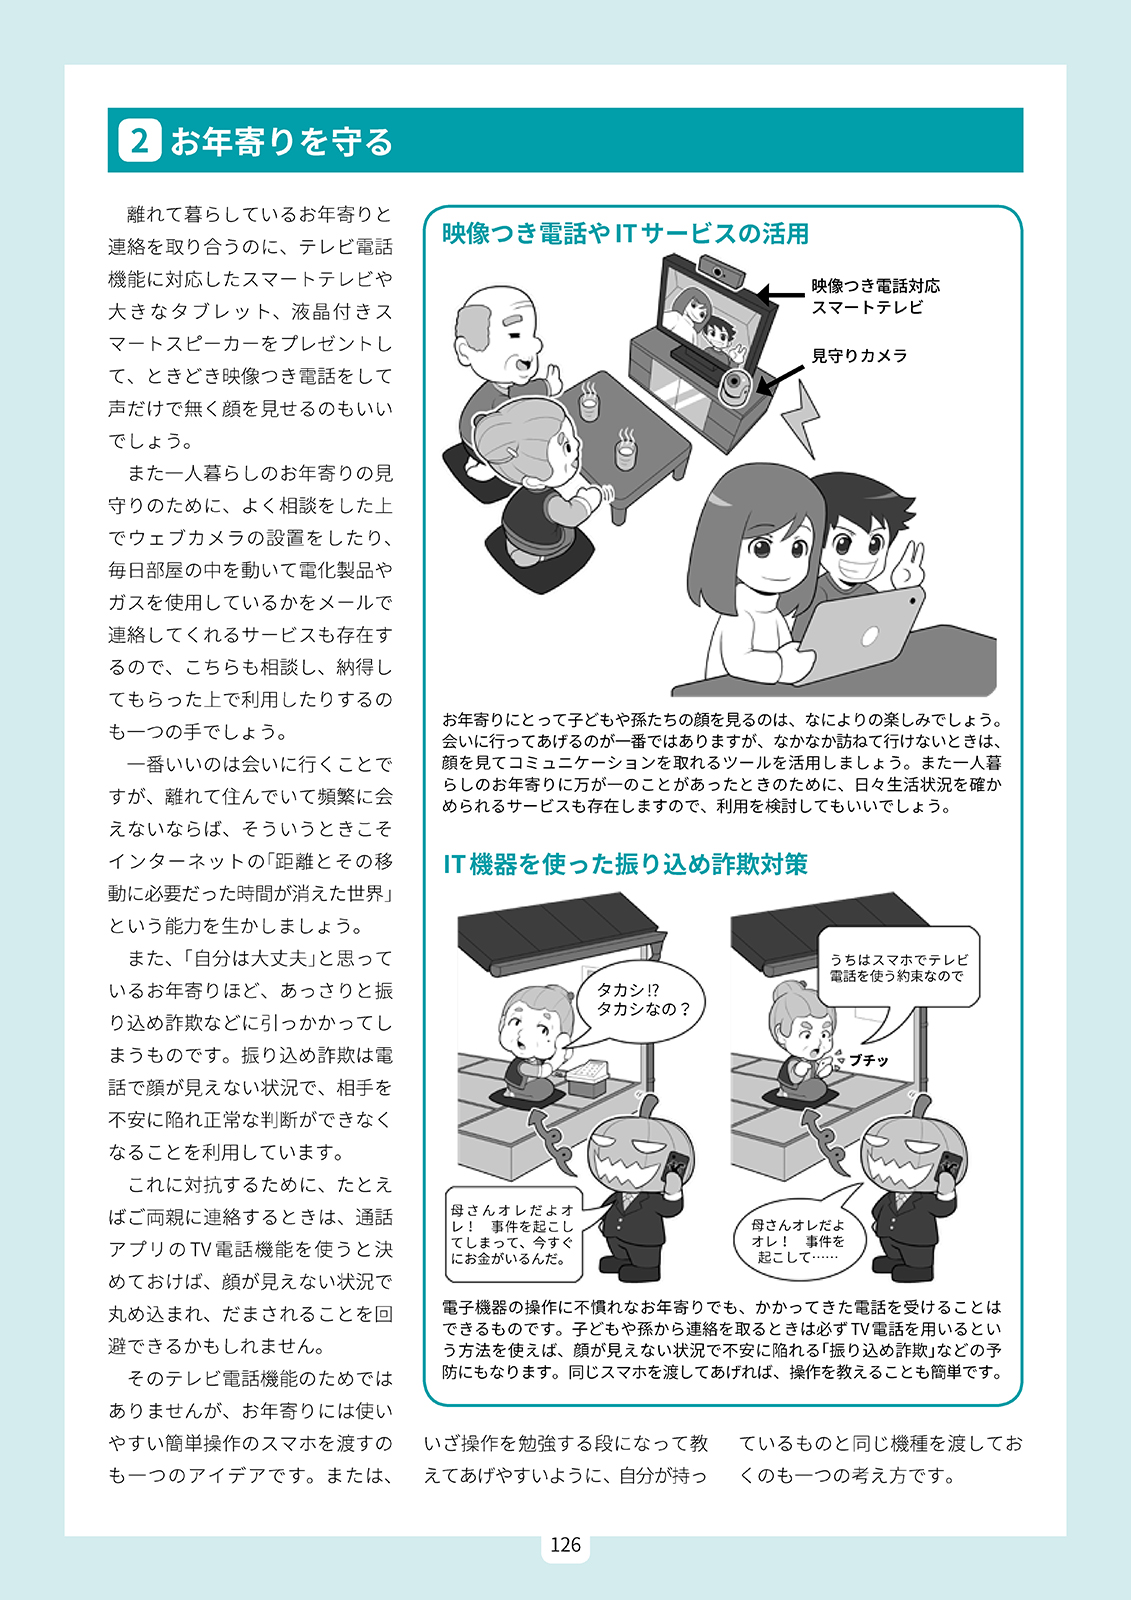 2 お年寄りを守る
離れて暮らしているお年寄りと
連絡を取り合うのに、テレビ電話
機能に対応したスマートテレビや
大きなタブレット、液晶付きス
マートスピーカーをプレゼントし
て、ときどき映像つき電話をして
声だけで無く顔を見せるのもいい
でしょう。
また一人暮らしのお年寄りの見
守りのために、よく相談をした上
でウェブカメラの設置をしたり、
毎日部屋の中を動いて電化製品や
ガスを使用しているかをメールで
連絡してくれるサービスも存在す
るので、こちらも相談し、納得し
てもらった上で利用したりするの
も一つの手でしょう。
一番いいのは会いに行くことで
すが、離れて住んでいて頻繁に会
えないならば、そういうときこそ
インターネットの「距離とその移
動に必要だった時間が消えた世界」
という能力を生かしましょう。
また、「自分は大丈夫」と思って
いるお年寄りほど、あっさりと振
り込め詐欺などに引っかかってし
まうものです。振り込め詐欺は電
話で顔が見えない状況で、相手を
不安に陥れ正常な判断ができなく
なることを利用しています。
これに対抗するために、たとえ
ばご両親に連絡するときは、通話
アプリのTV電話機能を使うと決
めておけば、顔が見えない状況で
丸め込まれ、だまされることを回
避できるかもしれません。
そのテレビ電話機能のためでは
ありませんが、お年寄りには使い
やすい簡単操作のスマホを渡すの
も一つのアイデアです。または、
いざ操作を勉強する段になって教
えてあげやすいように、自分が持っ
ているものと同じ機種を渡してお
くのも一つの考え方です。
映像つき電話やITサービスの活用
映像つき電話対応
スマートテレビ
見守りカメラ
お年寄りにとって子どもや孫たちの顔を見るのは、なによりの楽しみでしょう。
会いに行ってあげるのが一番ではありますが、なかなか訪ねて行けないときは、
顔を見てコミュニケーションを取れるツールを活用しましょう。また一人暮
らしのお年寄りに万が一のことがあったときのために、日々生活状況を確か
められるサービスも存在しますので、利用を検討してもいいでしょう。
IT機器を使った振り込め詐欺対策
タカシ!?
タカシなの？
母さんオレだよオ
レ！　事件を起こし
てしまって、今すぐ
にお金がいるんだ。
うちはスマホでテレビ
電話を使う約束なので
ブチッ
母さんオレだよ
オレ！　事件を
起こして……
電子機器の操作に不慣れなお年寄りでも、かかってきた電話を受けることは
できるものです。子どもや孫から連絡を取るときは必ずTV電話を用いるとい
う方法を使えば、顔が見えない状況で不安に陥れる「振り込め詐欺」などの予
防にもなります。同じスマホを渡してあげれば、操作を教えることも簡単です。
126